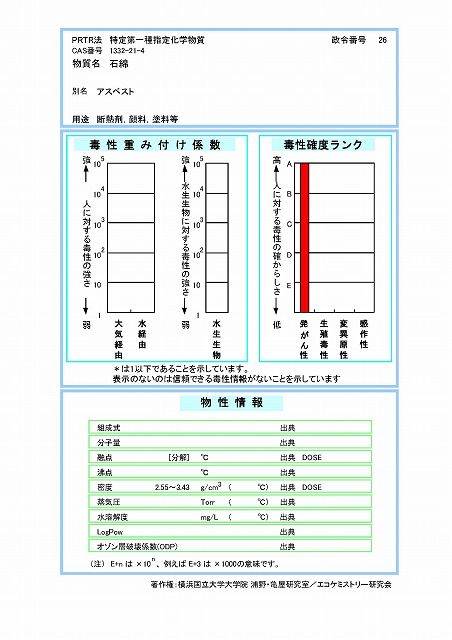 PRTR法 特定第一種指定化学物質 政令番号 26
CAS番号 1332-21-4
物質名 石綿
別名 アスベスト
用途 断熱剤，顔料，塗料等
毒性重み付け係数
強
人に対する毒性の強さ
弱
10^5
10^4
10^3
10^2
10
1
大気経由
水経由
強
水生生物に対する毒性の強さ
弱
10^5
10^4
10^3
10^2
10
1
水生生物
毒性確度ランク
高
人に対する毒性の確からしさ
低
A
B
C
D
E
発がん性
生殖毒性
変異原性
感作性
＊は1以下であることを示しています。
表示のないのは信頼できる毒性情報がないことを示しています
物性情報
組成式 出典
分子量 出典
融点 [分解] ℃ 出典 DOSE
沸点 ℃ 出典
密度 2.55～3.43 g/cm^3 ( ℃) 出典 DOSE
蒸気圧 Torr ( ℃) 出典
水溶解度 mg/L ( ℃) 出典
LogPow 出典
オゾン層破壊係数(ODP) 出典
（注） E+n は ×10^n、例えば E+3 は ×1000の意味です。
著作権：横浜国立大学大学院 浦野・亀屋研究室／エコケミストリー研究会